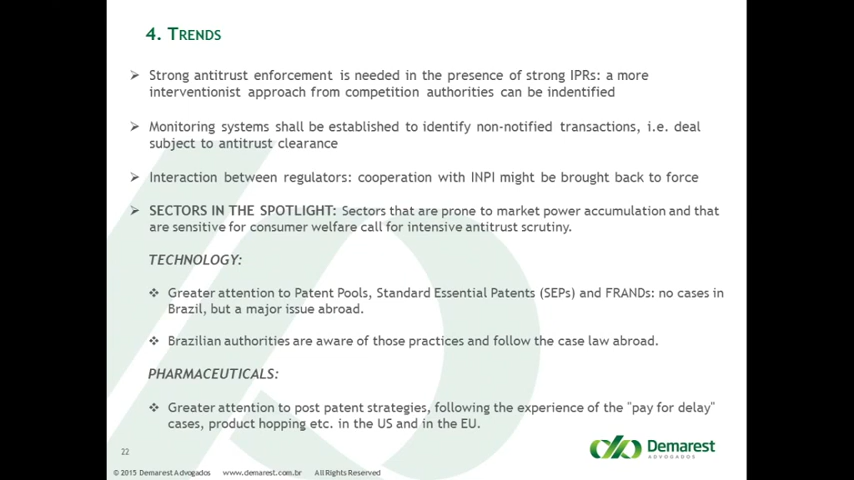 4. TRENDS
➢ Strong antitrust enforcement is needed in the presence of strong IPRs: a more
interventionist approach from competition authorities can be indentified
➢ Monitoring systems shall be established to identify non-notified transactions, i.e. deal
subject to antitrust clearance
➢ Interaction between regulators: cooperation with INPI might be brought back to force
➢ SECTORS IN THE SPOTLIGHT: Sectors that are prone to market power accumulation and that
are sensitive for consumer welfare call for intensive antitrust scrutiny.
TECHNOLOGY:
❖ Greater attention to Patent Pools, Standard Essential Patents (SEPs) and FRANDs: no cases in
Brazil, but a major issue abroad.
❖ Brazilian authorities are aware of those practices and follow the case law abroad.
PHARMACEUTICALS:
❖ Greater attention to post patent strategies, following the experience of the "pay for delay"
cases, product hopping etc. in the US and in the EU.
22
Demarest
ADVOGADOS
© 2015 Demarest Advogados www.demarest.com.br All Rights Reserved